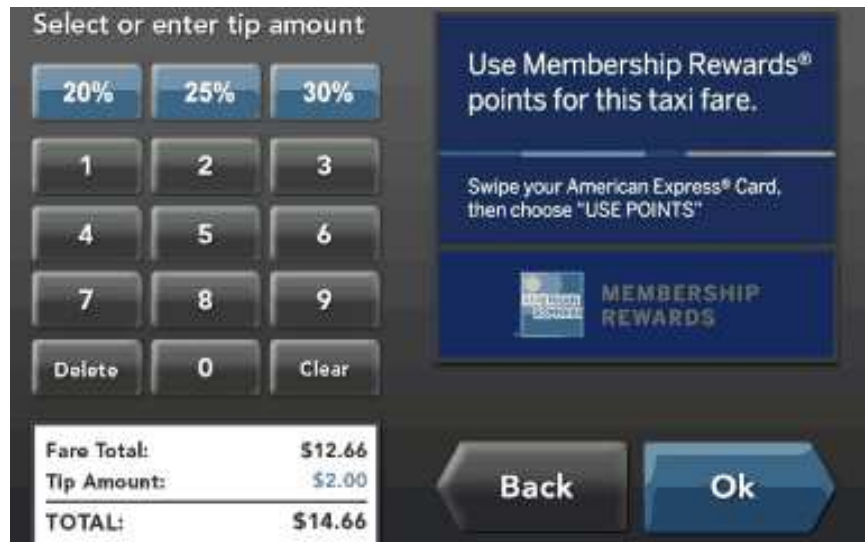 Select or enter tip amount
20% 25% 30%
1 2 3
4 5 6
7 8 9
Delete 0 Clear
Fare Total: $12.66
Tip Amount: $2.00
TOTAL: $14.66
Use Membership Rewards®
points for this taxi fare.
Swipe your American Express® Card,
then choose "USE POINTS"
AMERICAN
EXPRESS
MEMBERSHIP
REWARDS
Back Ok